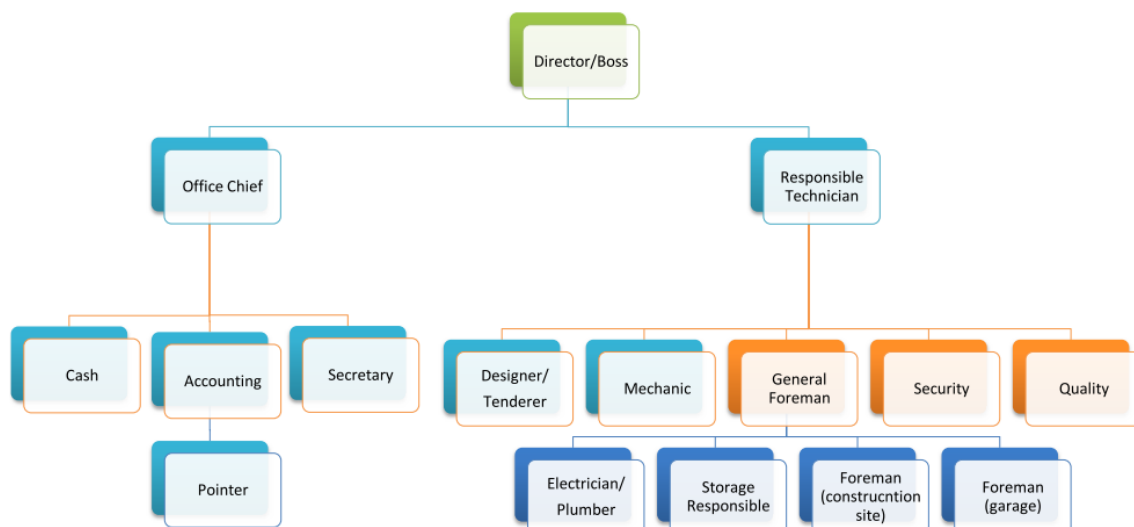 Director/Boss
Office Chief
Responsible
Technician
Cash
Accounting
Secretary
Designer/
Tenderer
Mechanic
General
Foreman
Security
Quality
Pointer
Electrician/
Plumber
Storage
Responsible
Foreman
(construcntion
site)
Foreman
(garage)